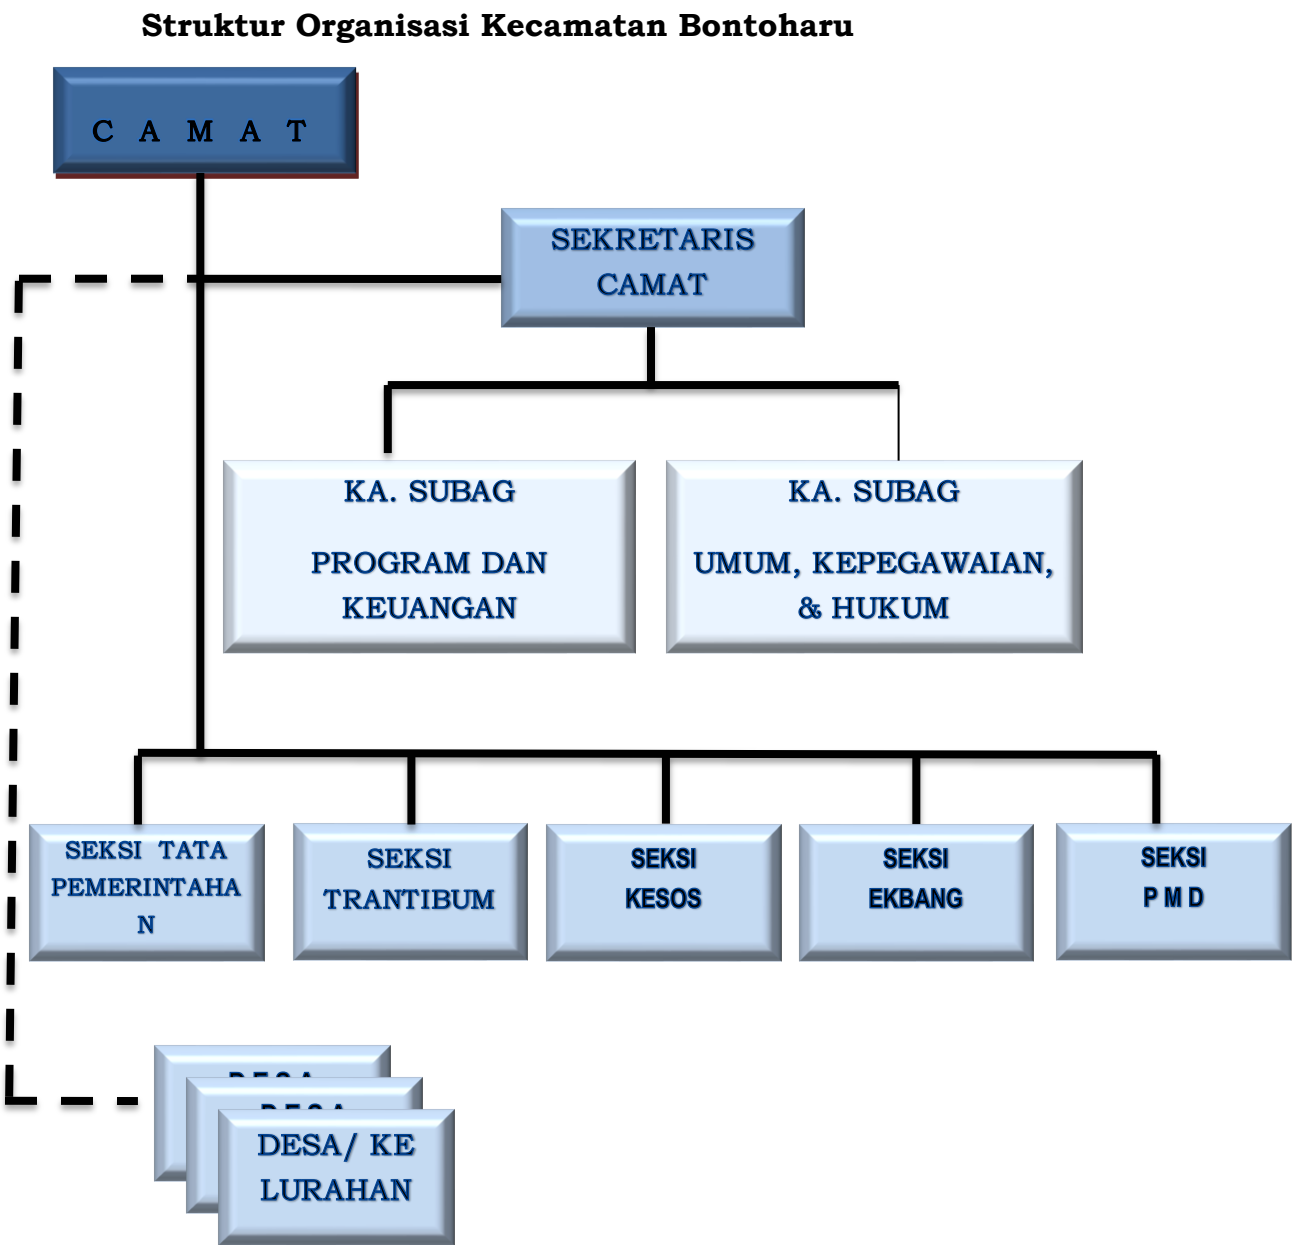 Struktur Organisasi Kecamatan Bontoharu
C A M A T
SEKRETARIS
CAMAT
KA. SUBAG
PROGRAM DAN
KEUANGAN
KA. SUBAG
UMUM, KEPEGAWAIAN,
& HUKUM
SEKSI TATA
PEMERINTAHA
N
SEKSI
TRANTIBUM
SEKSI
KESOS
SEKSI
EKBANG
SEKSI
P M D
DESA/ KE
LURAHAN